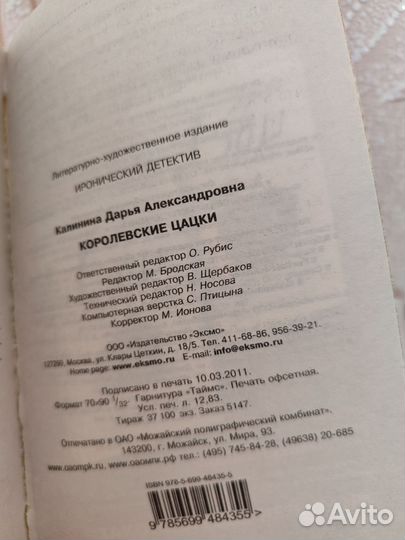 Литературно-художественное издание
ИРОНИЧЕСКИЙ ДЕТЕКТИВ
Калинина Дарья Александровна
КОРОЛЕВСКИЕ ЦАЦКИ
Ответственный редактор О. Рубис
Редактор М. Бродская
Художественный редактор В. Щербаков
Технический редактор Н. Носова
Компьютерная верстка С. Птицына
Корректор М. Ионова
ООО «Издательство «Эксмо»
127299, Москва, ул. Клары Цеткин, д. 18/5. Тел. 411-68-86, 956-39-21.
Home page: www.eksmo.ru E-mail: info@eksmo.ru
Подписано в печать 10.03.2011.
Формат 70x90 1/32. Гарнитура «Таймс». Печать офсетная.
Усл. печ. л. 12,83.
Тираж 37 100 экз. Заказ 5147.
Отпечатано в ОАО «Можайский полиграфический комбинат».
143200, г. Можайск, ул. Мира, 93.
www.oaompk.ru, www.оаомпк.рф тел.: (495) 745-84-28, (49638) 20-685
ISBN 978-5-699-48435-5
9 785699 484355 >
Avito